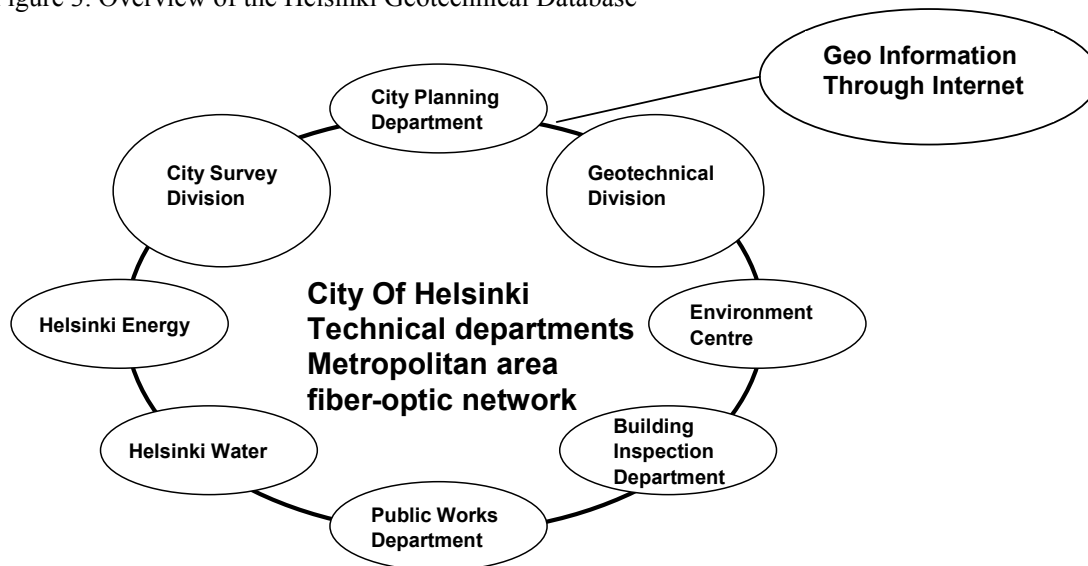 Figure 3. Overview of the Helsinki Geotechnical Database
Geo Information
Through Internet
City Planning
Department
City Survey
Division
Geotechnical
Division
City Of Helsinki
Technical departments
Metropolitan area
fiber-optic network
Helsinki Energy
Environment
Centre
Helsinki Water
Building
Inspection
Department
Public Works
Department